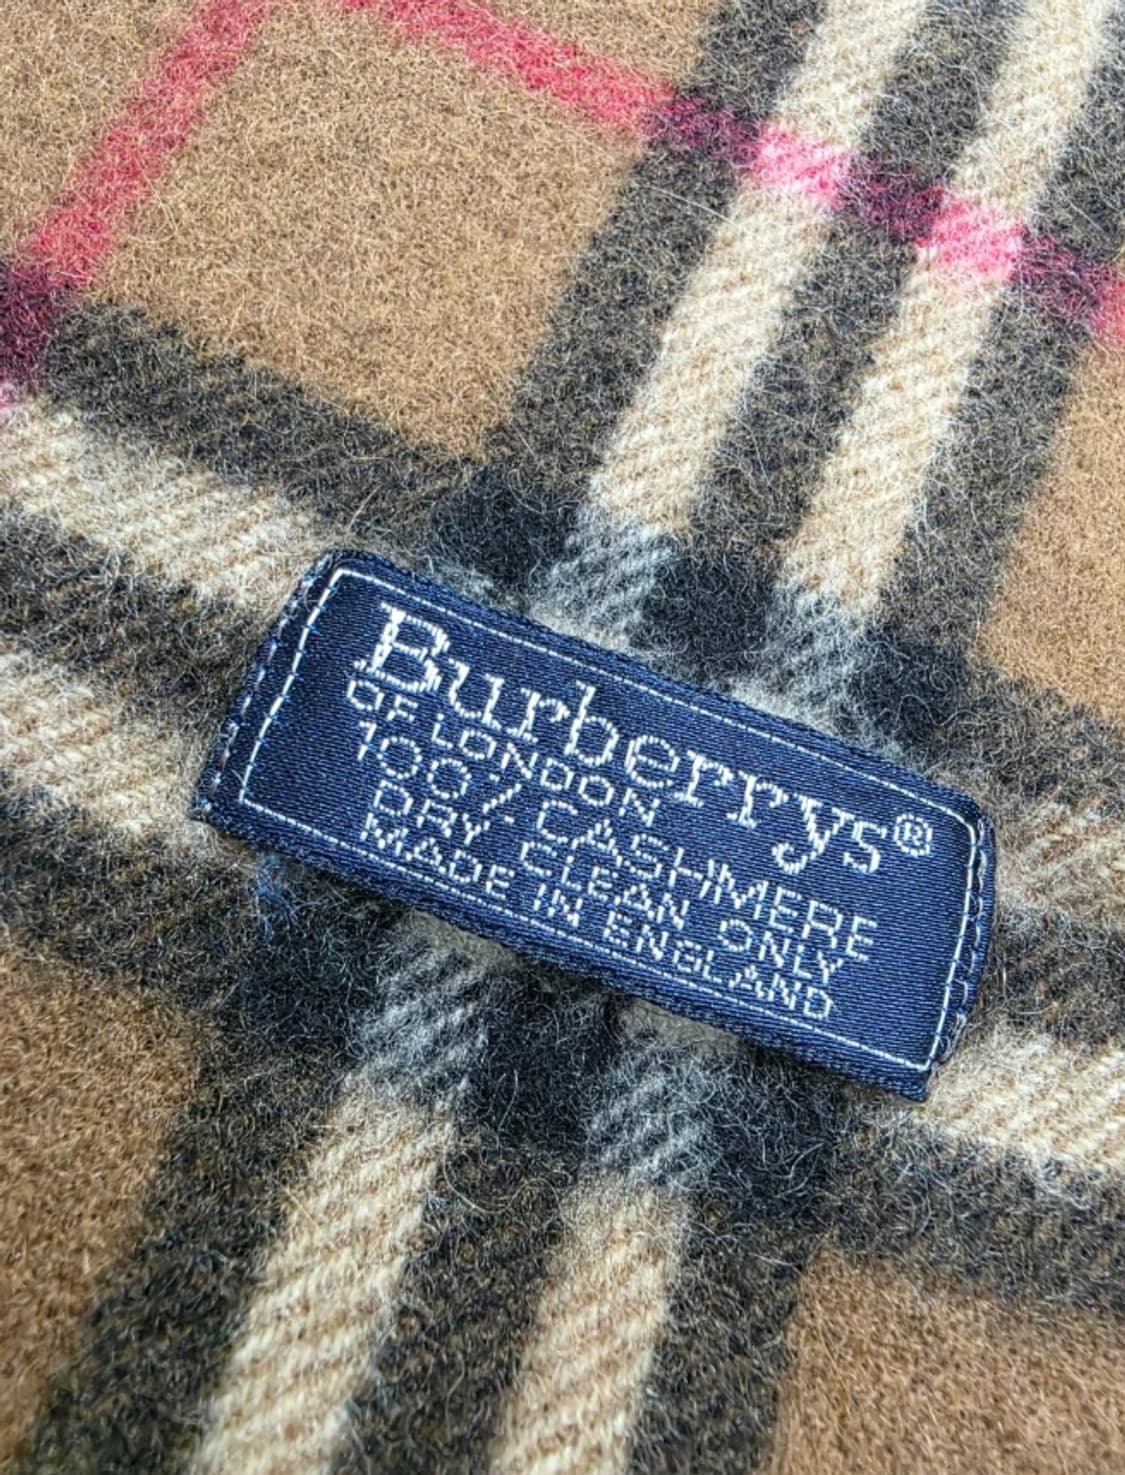 Burberrys®
OF LONDON
100% CASHMERE
DRY CLEAN ONLY
MADE IN ENGLAND